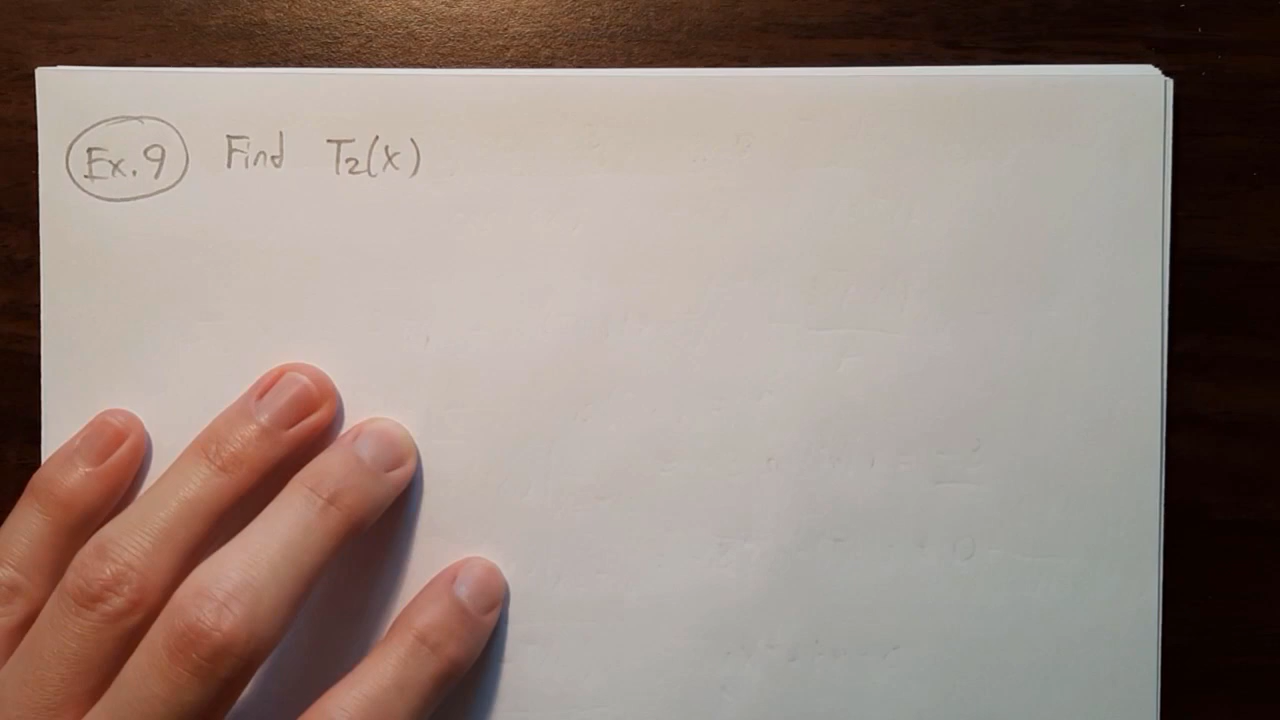 Ex. 9 Find T₂(x)